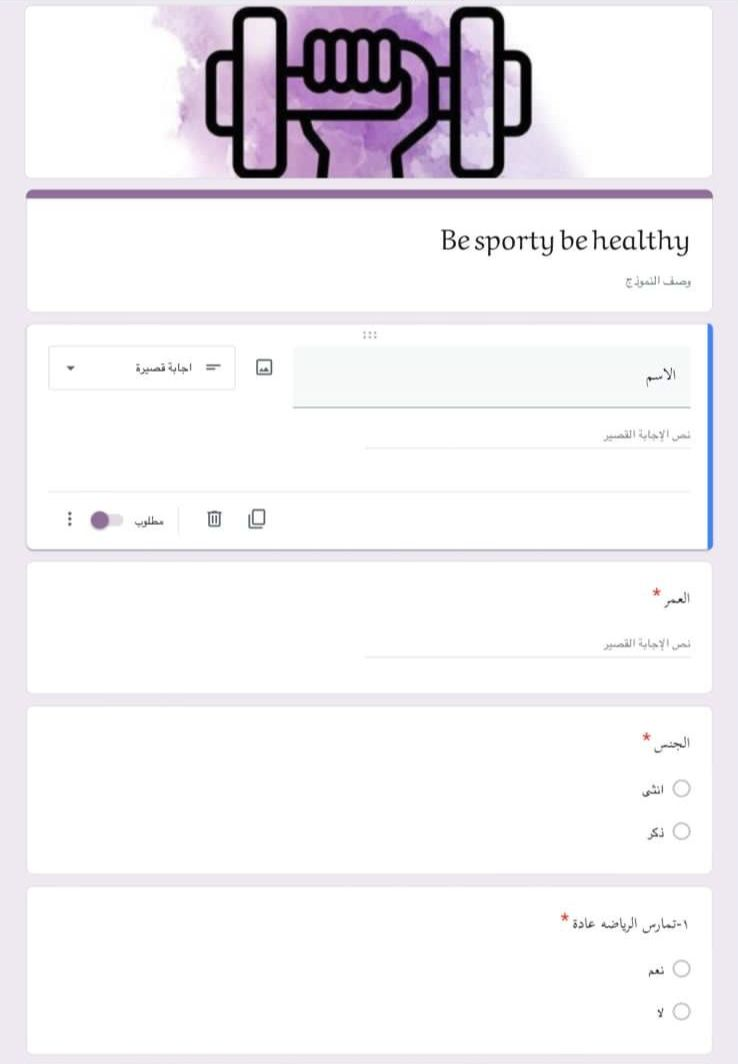 Be sporty be healthy
وصف النموذج
الاسم
اجابة قصيرة
نص الإجابة القصير
مطلوب
العمر *
نص الإجابة القصير
الجنس *
انثى
ذكر
١-تمارس الرياضه عادة *
نعم
لا